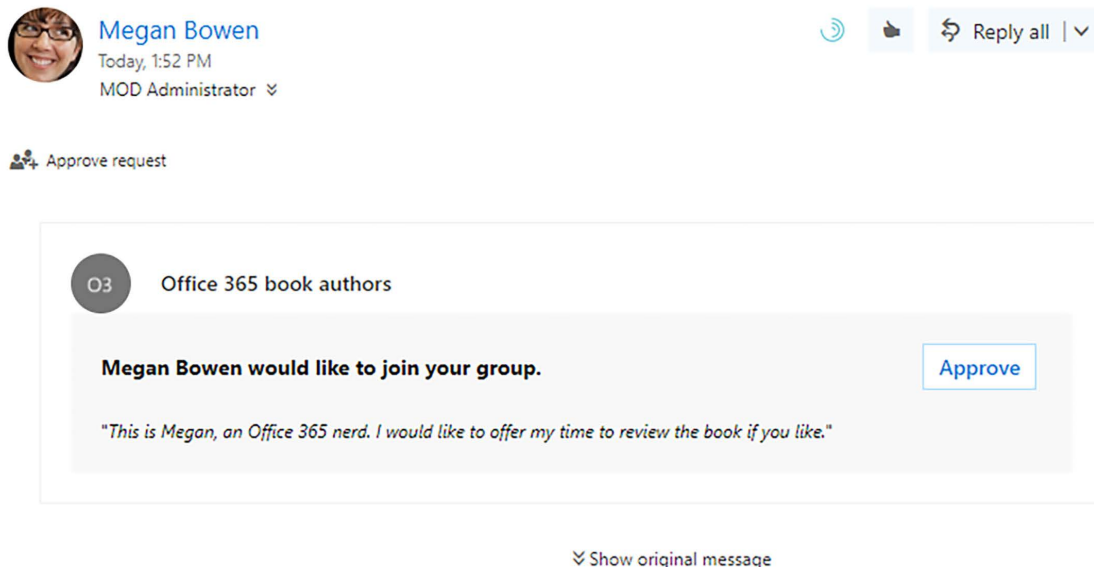 Megan Bowen
Today, 1:52 PM
MOD Administrator
Reply all
Approve request
O3
Office 365 book authors
Megan Bowen would like to join your group.
Approve
"This is Megan, an Office 365 nerd. I would like to offer my time to review the book if you like."
Show original message